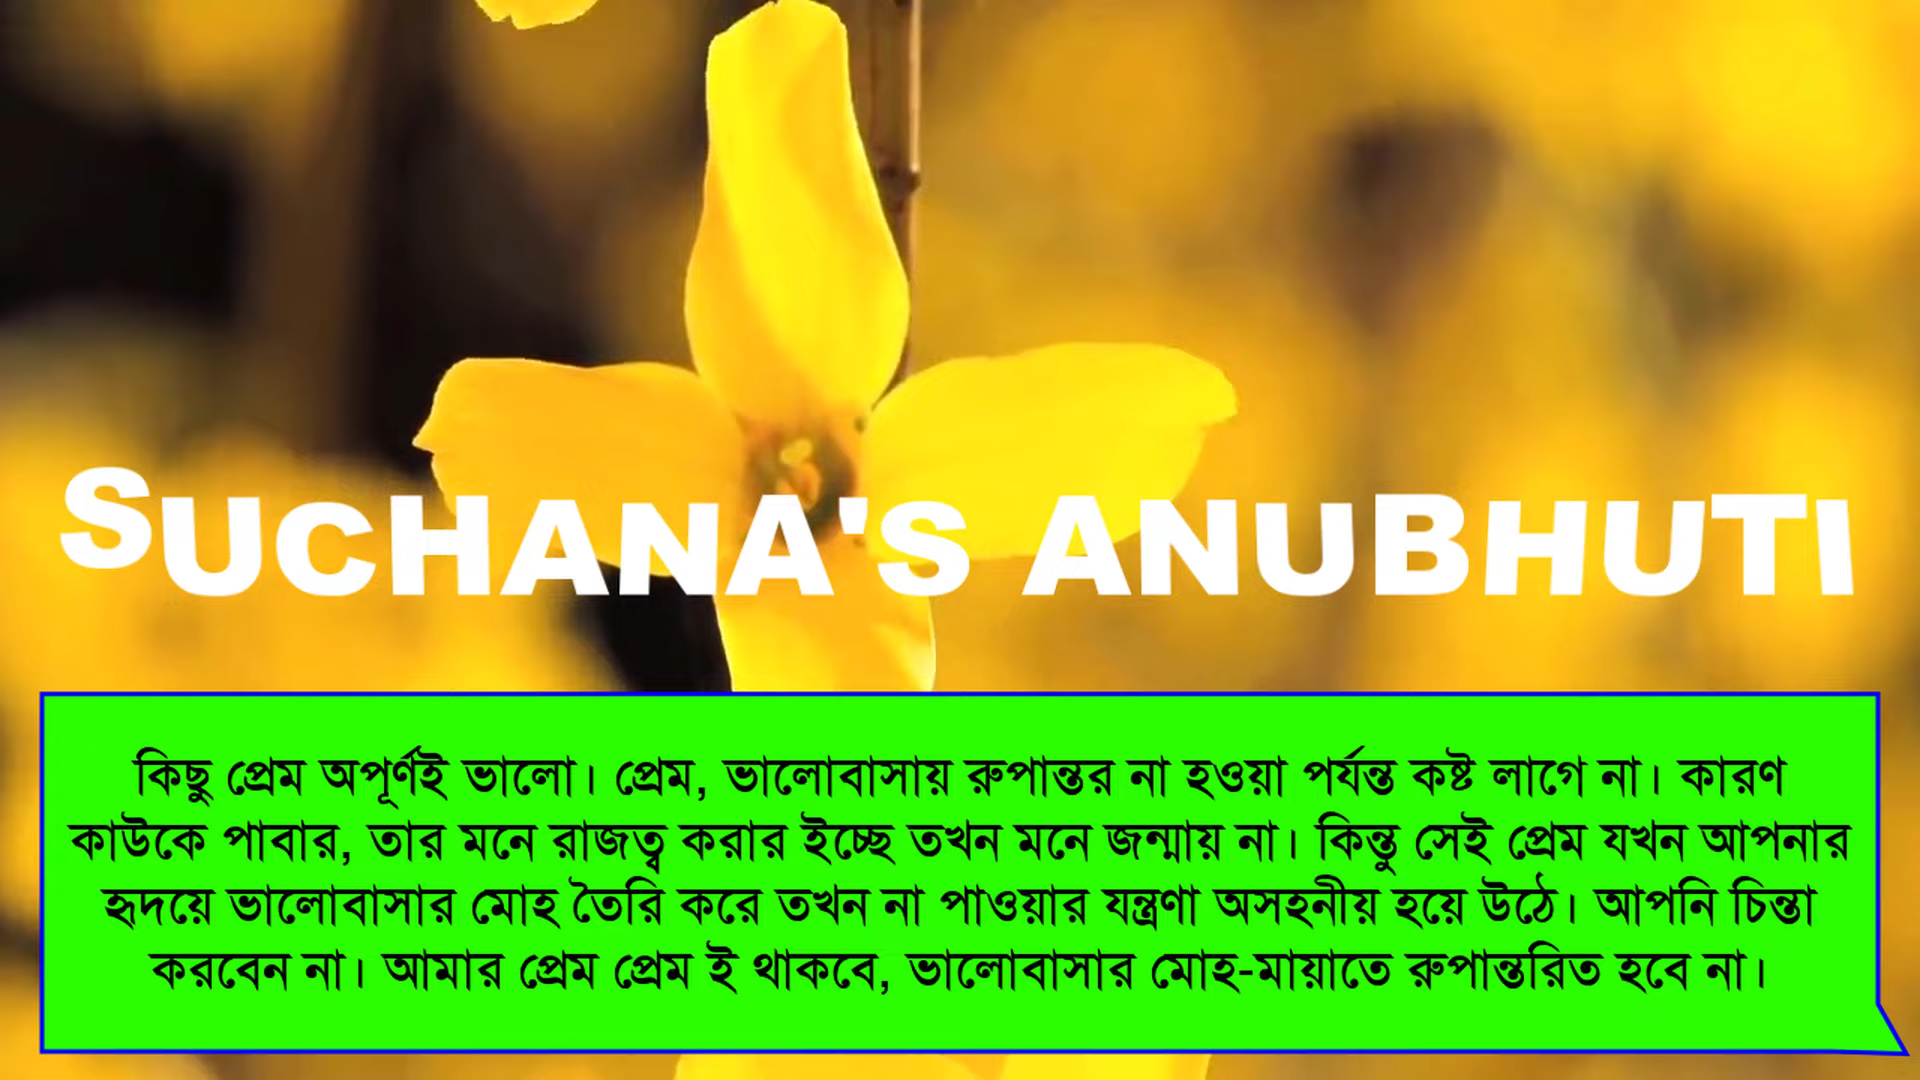 SUCHANA'S ANUBHUTI
কিছু প্রেম অপূর্ণই ভালো। প্রেম, ভালোবাসায় রুপান্তর না হওয়া পর্যন্ত কষ্ট লাগে না। কারণ
কাউকে পাবার, তার মনে রাজত্ব করার ইচ্ছে তখন মনে জন্মায় না। কিন্তু সেই প্রেম যখন আপনার
হৃদয়ে ভালোবাসার মোহ তৈরি করে তখন না পাওয়ার যন্ত্রণা অসহনীয় হয়ে উঠে। আপনি চিন্তা
করবেন না। আমার প্রেম প্রেম ই থাকবে, ভালোবাসার মোহ-মায়াতে রুপান্তরিত হবে না।